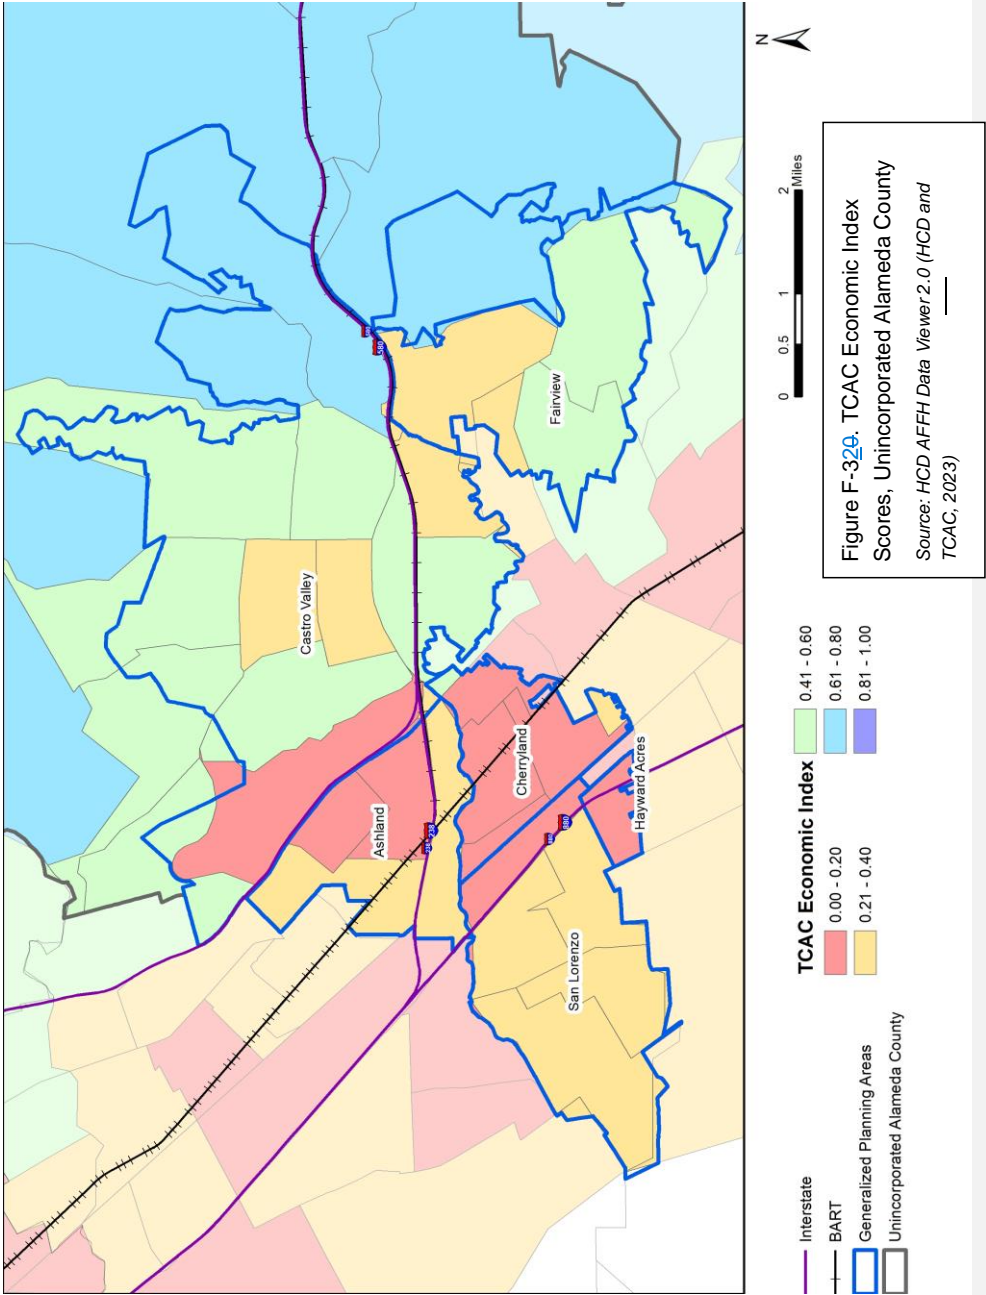 N
Castro Valley
Fairview
Ashland
Cherryland
Hayward Acres
San Lorenzo
580
238
880
0 0.5 1 2
Miles
Interstate
BART
Generalized Planning Areas
Unincorporated Alameda County
TCAC Economic Index
0.00 - 0.20
0.21 - 0.40
0.41 - 0.60
0.61 - 0.80
0.81 - 1.00
Figure F-320. TCAC Economic Index
Scores, Unincorporated Alameda County
Source: HCD AFFH Data Viewer 2.0 (HCD and
TCAC, 2023)